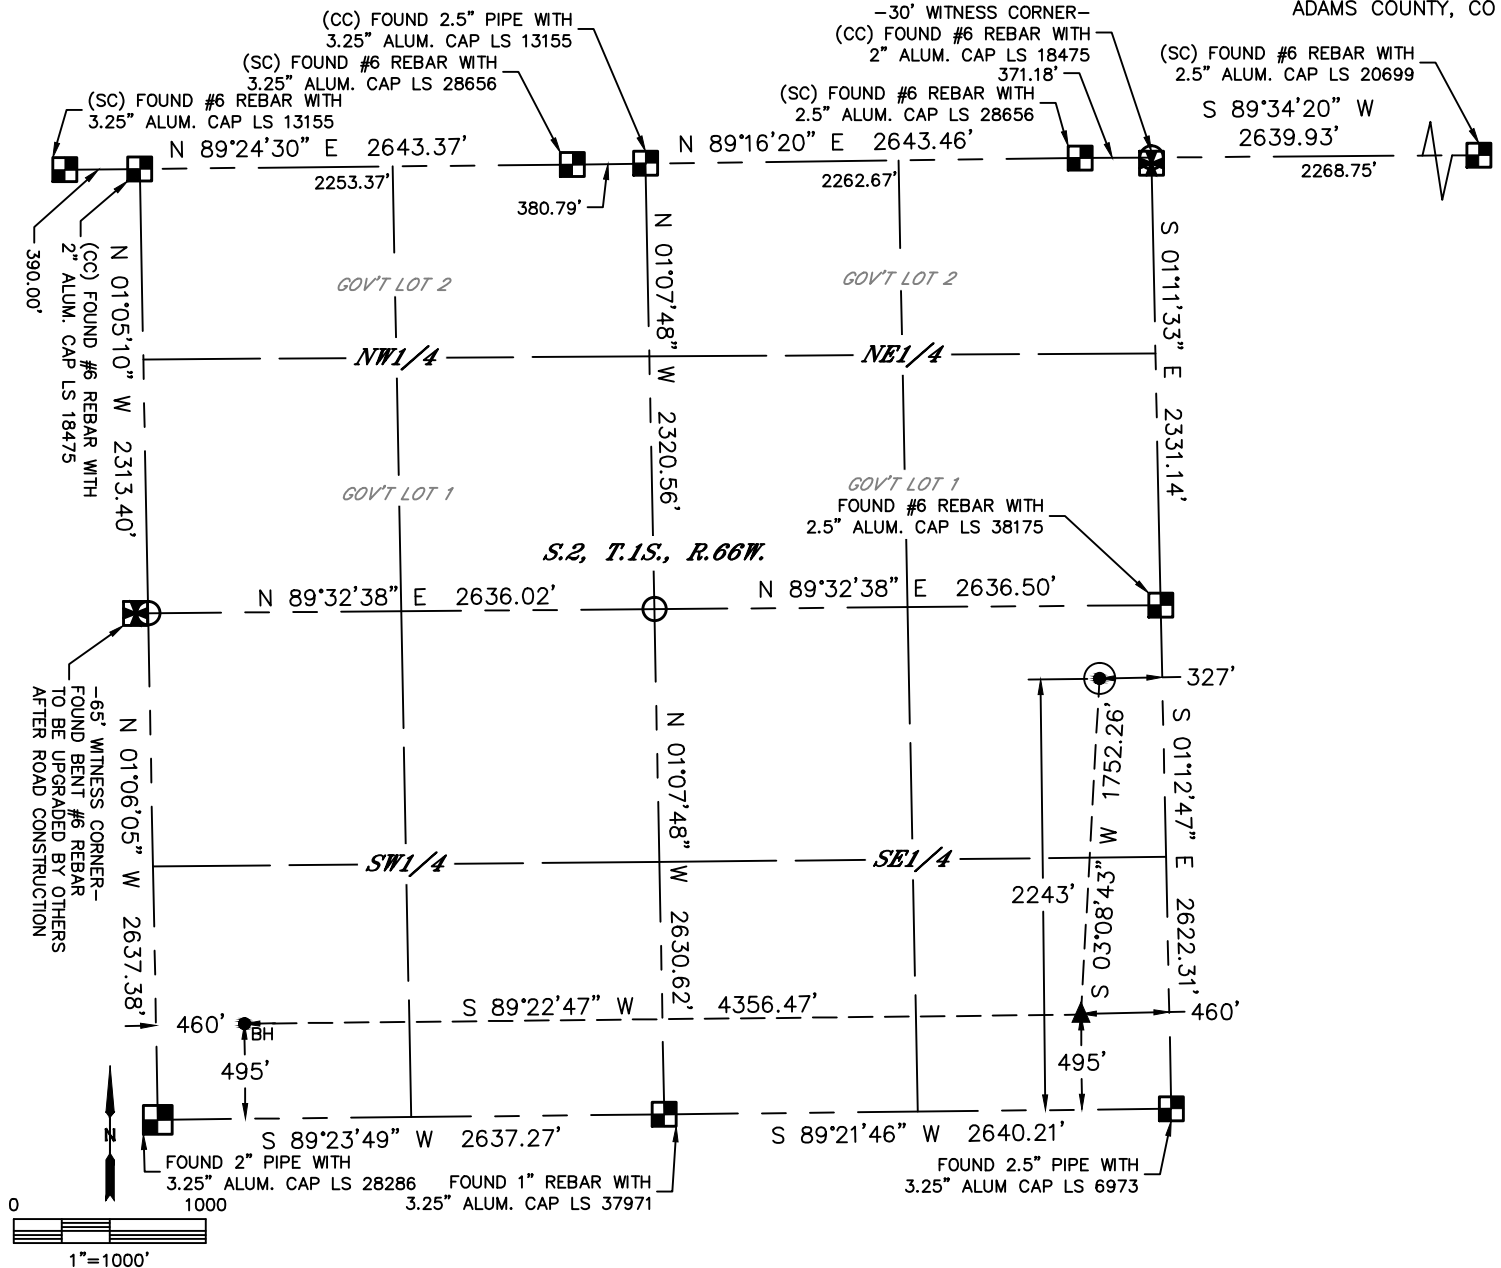 ADAMS COUNTY, CO
(CC) FOUND 2.5" PIPE WITH
3.25" ALUM. CAP LS 13155
-30' WITNESS CORNER-
(CC) FOUND #6 REBAR WITH
2" ALUM. CAP LS 18475
(SC) FOUND #6 REBAR WITH
2.5" ALUM. CAP LS 20699
(SC) FOUND #6 REBAR WITH
3.25" ALUM. CAP LS 28656
371.18'
(SC) FOUND #6 REBAR WITH
3.25" ALUM. CAP LS 13155
(SC) FOUND #6 REBAR WITH
2.5" ALUM. CAP LS 28656
S 89°34'20" W
2639.93'
N 89°24'30" E 2643.37'
N 89°16'20" E 2643.46'
2253.37'
2262.67'
2268.75'
380.79'
390.00'
(CC) FOUND #6 REBAR WITH
2" ALUM. CAP LS 18475
N 01°05'10" W 2313.40'
N 01°07'48" W 2320.56'
S 01°11'33" E 2331.14'
GOV'T LOT 2
GOV'T LOT 2
NW1/4
NE1/4
GOV'T LOT 1
GOV'T LOT 1
FOUND #6 REBAR WITH
2.5" ALUM. CAP LS 38175
S.2, T.1S., R.66W.
N 89°32'38" E 2636.02'
N 89°32'38" E 2636.50'
-65' WITNESS CORNER-
FOUND BENT #6 REBAR
TO BE UPGRADED BY OTHERS
AFTER ROAD CONSTRUCTION
327'
N 01°06'05" W 2637.38'
N 01°07'48" W 2630.62'
S 03°08'43" W 1752.26'
S 01°12'47" E 2622.31'
SW1/4
SE1/4
2243'
S 89°22'47" W 4356.47'
460'
BH
460'
495'
495'
S 89°23'49" W 2637.27'
S 89°21'46" W 2640.21'
N
FOUND 2" PIPE WITH
3.25" ALUM. CAP LS 28286
FOUND 1" REBAR WITH
3.25" ALUM. CAP LS 37971
FOUND 2.5" PIPE WITH
3.25" ALUM CAP LS 6973
0 1000
1"=1000'